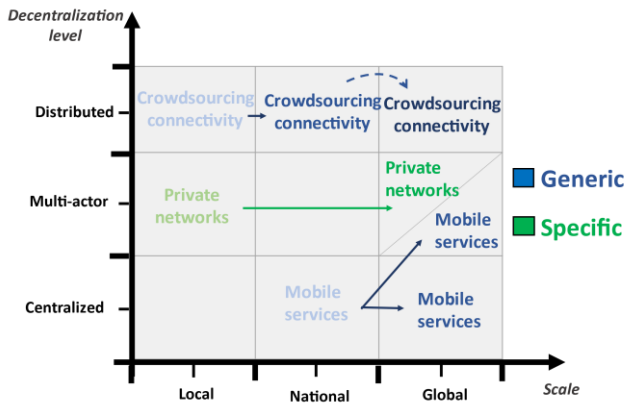 Decentralization
level
Distributed
Crowdsourcing
connectivity
Crowdsourcing
connectivity
Crowdsourcing
connectivity
Multi-actor
Private
networks
Private
networks
Mobile
services
Generic
Specific
Centralized
Mobile
services
Mobile
services
Local
National
Global
Scale